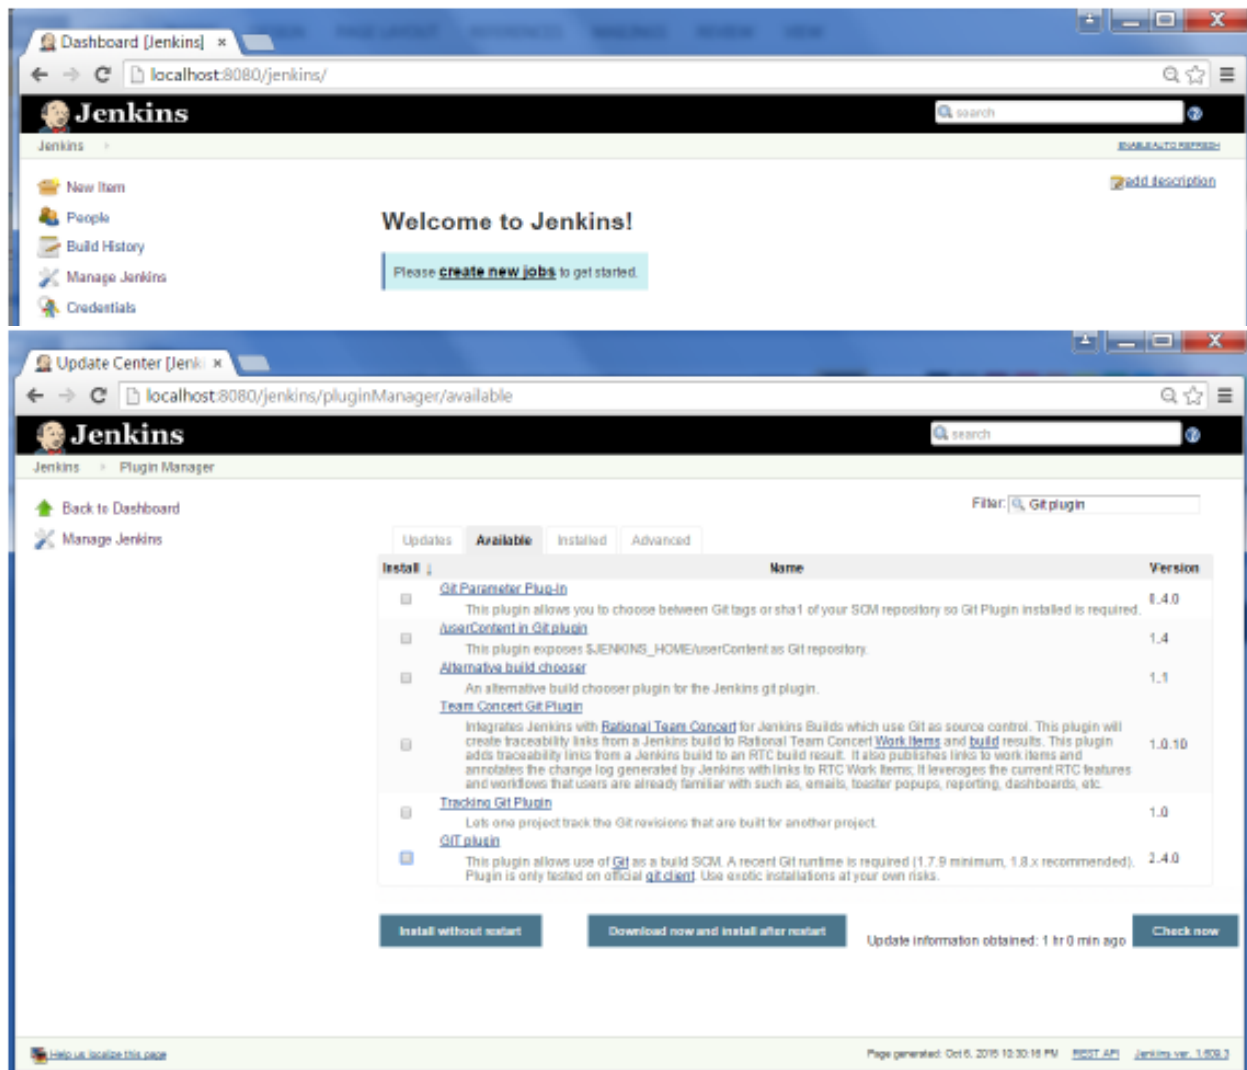 Dashboard [Jenkins]
localhost:8080/jenkins/
Jenkins
search
Jenkins
ENABLE AUTO REFRESH
New Item
add description
People
Welcome to Jenkins!
Build History
Please create new jobs to get started.
Manage Jenkins
Credentials
Update Center [Jenki
localhost:8080/jenkins/pluginManager/available
Jenkins
search
Jenkins Plugin Manager
Back to Dashboard
Filter: Git plugin
Manage Jenkins
Updates Available Installed Advanced
Install ↓ Name Version
Git Parameter Plug-In
This plugin allows you to choose between Git tags or sha1 of your SCM repository so Git Plugin installed is required.
0.4.0
/userContent in Git plugin
This plugin exposes $JENKINS_HOME/userContent as Git repository.
1.4
Alternative build chooser
An alternative build chooser plugin for the Jenkins git plugin.
1.1
Team Concert Git Plugin
Integrates Jenkins with Rational Team Concert for Jenkins Builds which use Git as source control. This plugin will
create traceability links from a Jenkins build to Rational Team Concert Work Items and build results. This plugin
adds traceability links from a Jenkins build to an RTC build result. It also publishes links to work items and
annotates the change log generated by Jenkins with links to RTC Work Items; It leverages the current RTC features
and workflows that users are already familiar with such as, emails, toaster popups, reporting, dashboards, etc.
1.0.10
Tracking Git Plugin
Lets one project track the Git revisions that are built for another project.
1.0
GIT plugin
This plugin allows use of Git as a build SCM. A recent Git runtime is required (1.7.9 minimum, 1.8.x recommended).
Plugin is only tested on official git client. Use exotic installations at your own risks.
2.4.0
Install without restart
Download now and install after restart
Update information obtained: 1 hr 0 min ago
Check now
Help us localize this page
Page generated: Oct 6, 2015 10:30:16 PM REST API Jenkins ver. 1.609.3